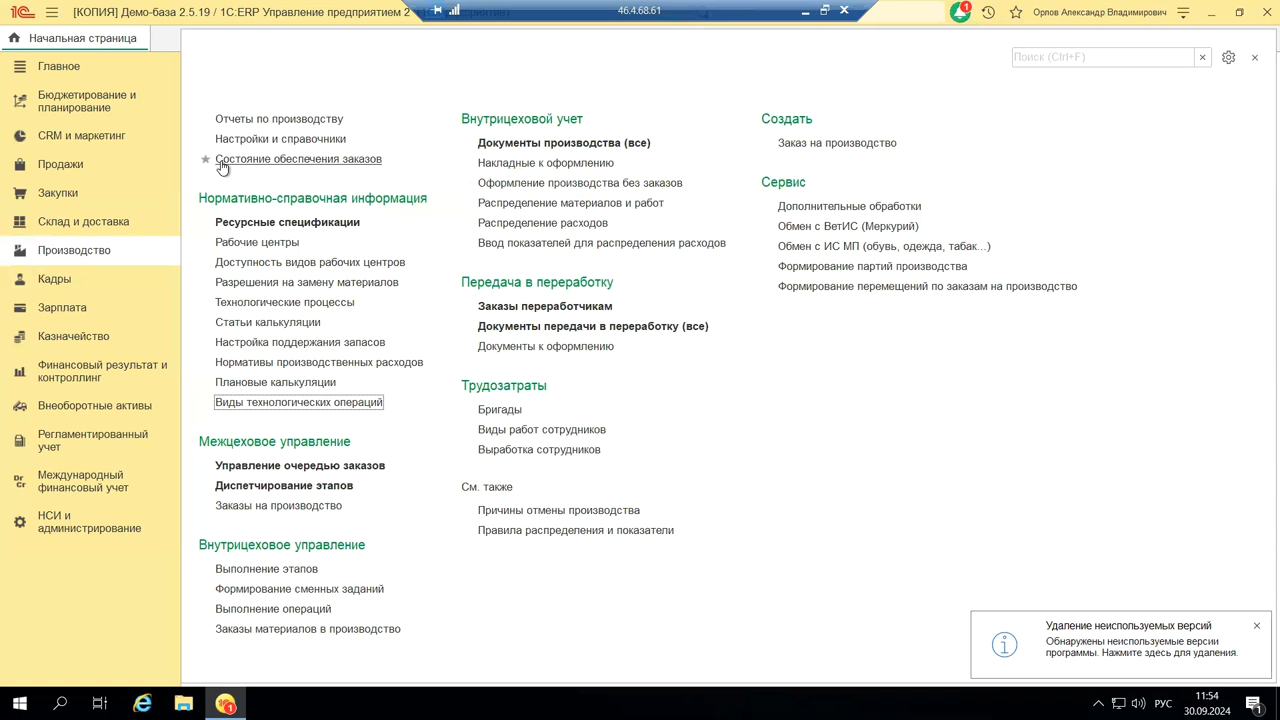 [КОПИЯ] Демо-база 2.5.19 / 1С:ERP Управление предприятием 2
46.4.68.61
1
Орлов Александр Владимирович
Начальная страница
Главное
Бюджетирование и
планирование
CRM и маркетинг
Продажи
Закупки
Склад и доставка
Производство
Кадры
Зарплата
Казначейство
Финансовый результат и
контроллинг
Внеоборотные активы
Регламентированный
учет
Международный
финансовый учет
НСИ и
администрирование
Поиск (Ctrl+F)
Отчеты по производству
Настройки и справочники
Состояние обеспечения заказов
Нормативно-справочная информация
Ресурсные спецификации
Рабочие центры
Доступность видов рабочих центров
Разрешения на замену материалов
Технологические процессы
Статьи калькуляции
Настройка поддержания запасов
Нормативы производственных расходов
Плановые калькуляции
Виды технологических операций
Межцеховое управление
Управление очередью заказов
Диспетчирование этапов
Заказы на производство
Внутрицеховое управление
Выполнение этапов
Формирование сменных заданий
Выполнение операций
Заказы материалов в производство
Внутрицеховой учет
Документы производства (все)
Накладные к оформлению
Оформление производства без заказов
Распределение материалов и работ
Распределение расходов
Ввод показателей для распределения расходов
Передача в переработку
Заказы переработчикам
Документы передачи в переработку (все)
Документы к оформлению
Трудозатраты
Бригады
Виды работ сотрудников
Выработка сотрудников
См. также
Причины отмены производства
Правила распределения и показатели
Создать
Заказ на производство
Сервис
Дополнительные обработки
Обмен с ВетИС (Меркурий)
Обмен с ИС МП (обувь, одежда, табак...)
Формирование партий производства
Формирование перемещений по заказам на производство
Удаление неиспользуемых версий
Обнаружены неиспользуемые версии
программы. Нажмите здесь для удаления.
1
РУС
11:54
30.09.2024
1